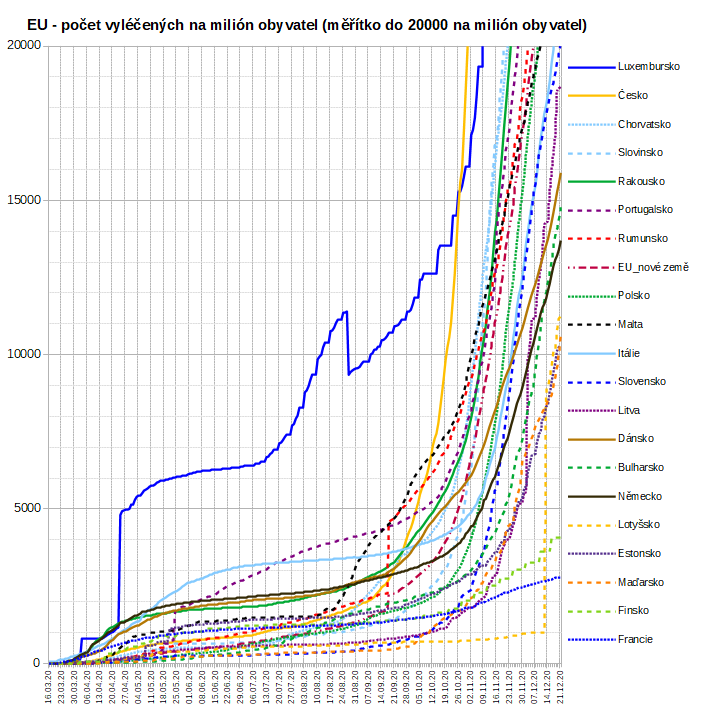 EU - počet vyléčených na milión obyvatel (měřítko do 20000 na milión obyvatel)
20000
15000
10000
5000
0
Luxembursko
Česko
Chorvatsko
Slovinsko
Rakousko
Portugalsko
Rumunsko
EU_nové země
Polsko
Malta
Itálie
Slovensko
Litva
Dánsko
Bulharsko
Německo
Lotyšsko
Estonsko
Maďarsko
Finsko
Francie
16.03.20
23.03.20
30.03.20
06.04.20
13.04.20
20.04.20
27.04.20
04.05.20
11.05.20
18.05.20
25.05.20
01.06.20
08.06.20
15.06.20
22.06.20
29.06.20
06.07.20
13.07.20
20.07.20
27.07.20
03.08.20
10.08.20
17.08.20
24.08.20
31.08.20
07.09.20
14.09.20
21.09.20
28.09.20
05.10.20
12.10.20
19.10.20
26.10.20
02.11.20
09.11.20
16.11.20
23.11.20
30.11.20
07.12.20
14.12.20
21.12.20